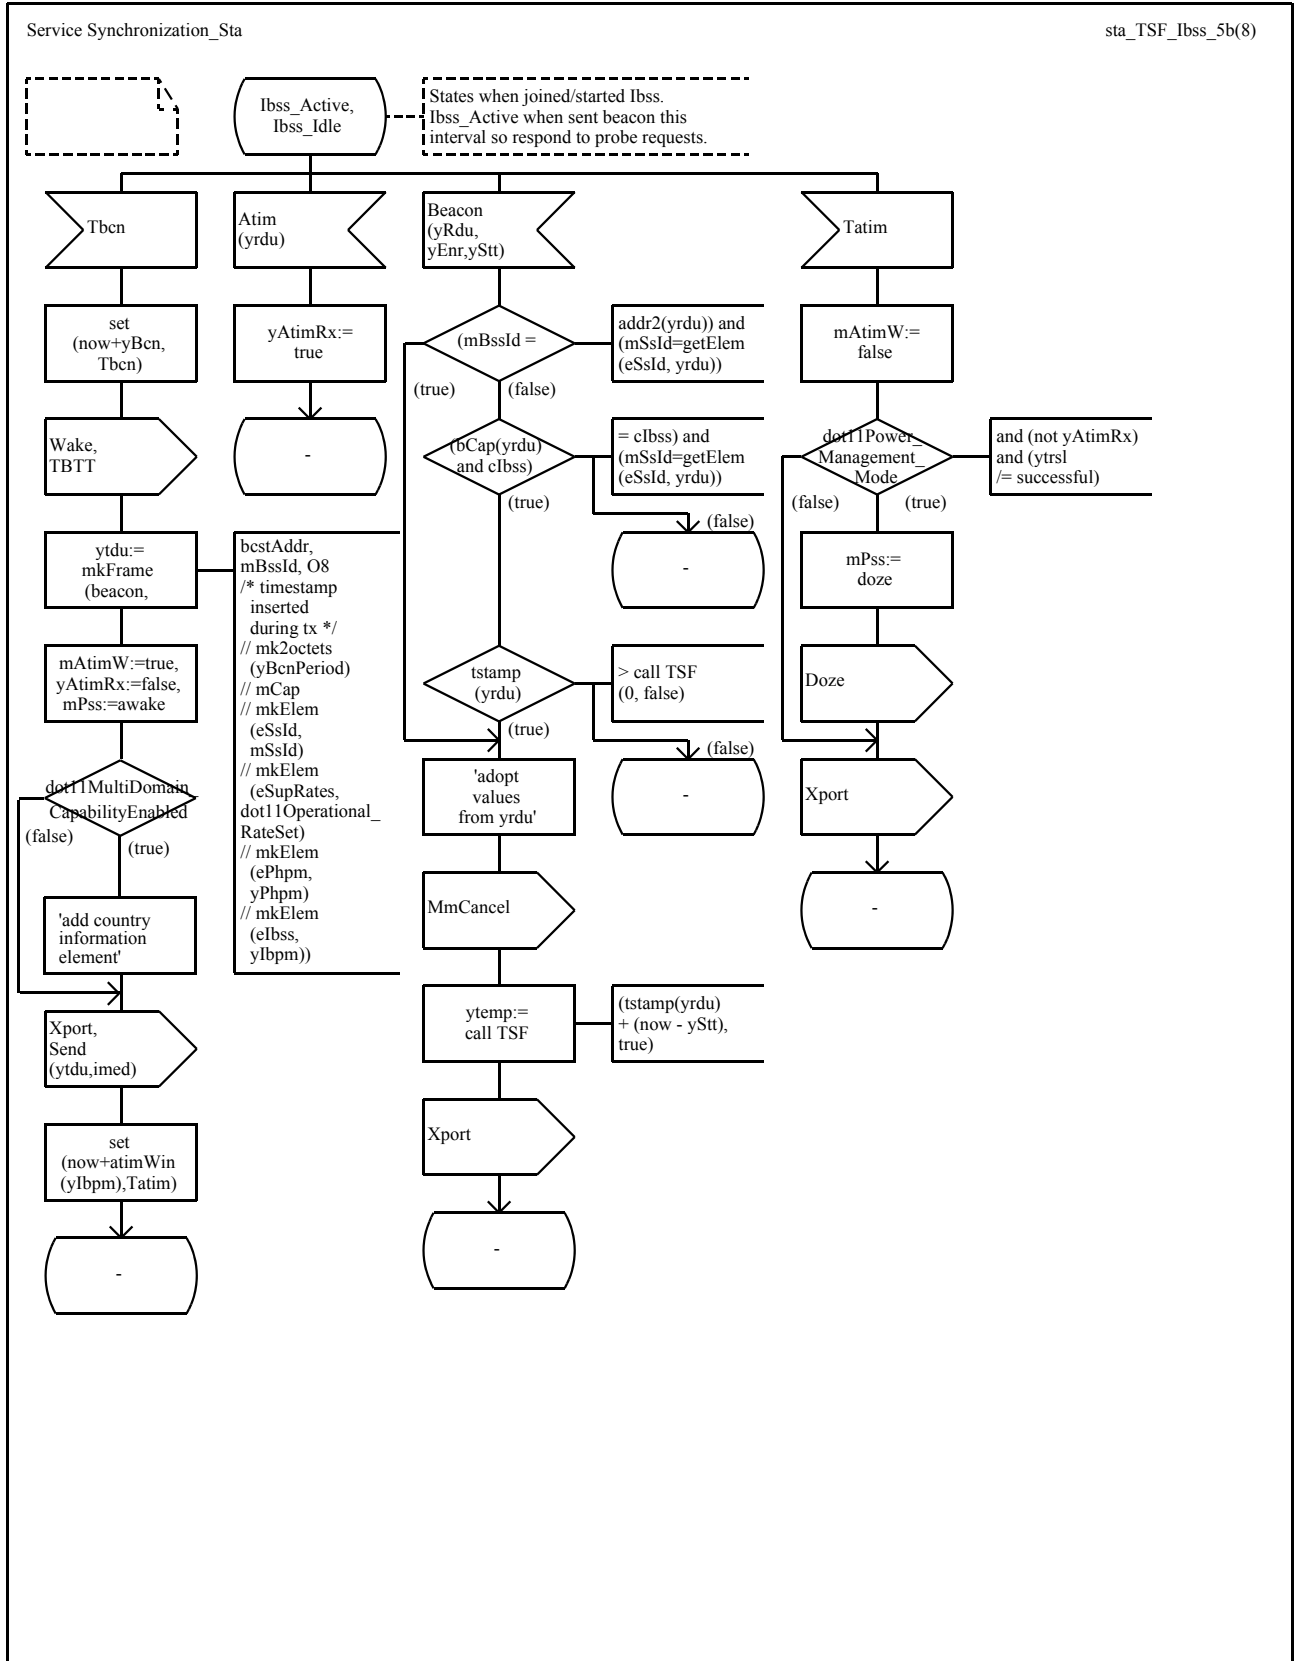 Service Synchronization_Sta
sta_TSF_Ibss_5b(8)
Ibss_Active,
Ibss_Idle
States when joined/started Ibss.
Ibss_Active when sent beacon this
interval so respond to probe requests.
Tbcn
set
(now+yBcn,
Tbcn)
Wake,
TBTT
ytdu:=
mkFrame
(beacon,
bcstAddr,
mBssId, O8
/* timestamp
inserted
during tx */
// mk2octets
(yBcnPeriod)
// mCap
// mkElem
(eSsId,
mSsId)
// mkElem
(eSupRates,
dot11Operational_
RateSet)
// mkElem
(ePhpm,
yPhpm)
// mkElem
(eIbss,
yIbpm))
mAtimW:=true,
yAtimRx:=false,
mPss:=awake
dot11MultiDomain_
CapabilityEnabled
(false)
(true)
'add country
information
element'
Xport,
Send
(ytdu,imed)
set
(now+atimWin
(yIbpm),Tatim)
-
Atim
(yrdu)
yAtimRx:=
true
-
Beacon
(yRdu,
yEnr,yStt)
(mBssId =
addr2(yrdu)) and
(mSsId=getElem
(eSsId, yrdu))
(true)
(false)
(bCap(yrdu)
and cIbss)
= cIbss) and
(mSsId=getElem
(eSsId, yrdu))
(true)
(false)
-
tstamp
(yrdu)
> call TSF
(0, false)
(true)
(false)
-
'adopt
values
from yrdu'
MmCancel
ytemp:=
call TSF
(tstamp(yrdu)
+ (now - yStt),
true)
Xport
-
Tatim
mAtimW:=
false
dot11Power_
Management_
Mode
and (not yAtimRx)
and (ytrsl
/= successful)
(false)
(true)
mPss:=
doze
Doze
Xport
-